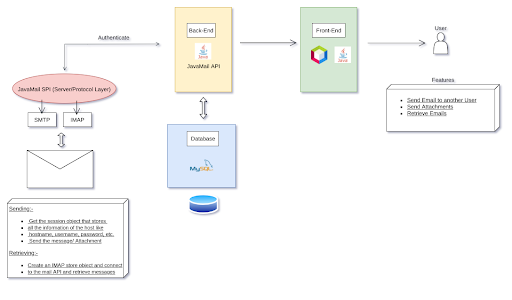 Back-End
Java
JavaMail API
Front-End
Java
User
Authenticate
JavaMail SPI (Server/Protocol Layer)
SMTP
IMAP
Database
MySQL
Features
Send Email to another User
Send Attachments
Retrieve Emails
Sending:-
Get the session object that stores
all the information of the host like
hostname, username, password, etc.
Send the message/ Attachment
Retrieving:-
Create an IMAP store object and connect
to the mail API and retrieve messages